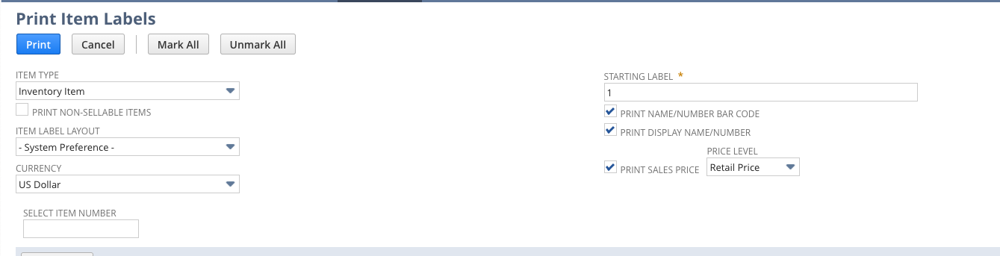 Print Item Labels
Print Cancel Mark All Unmark All
ITEM TYPE
Inventory Item
PRINT NON-SELLABLE ITEMS
ITEM LABEL LAYOUT
- System Preference -
CURRENCY
US Dollar
SELECT ITEM NUMBER
STARTING LABEL *
1
PRINT NAME/NUMBER BAR CODE
PRINT DISPLAY NAME/NUMBER
PRINT SALES PRICE
PRICE LEVEL
Retail Price